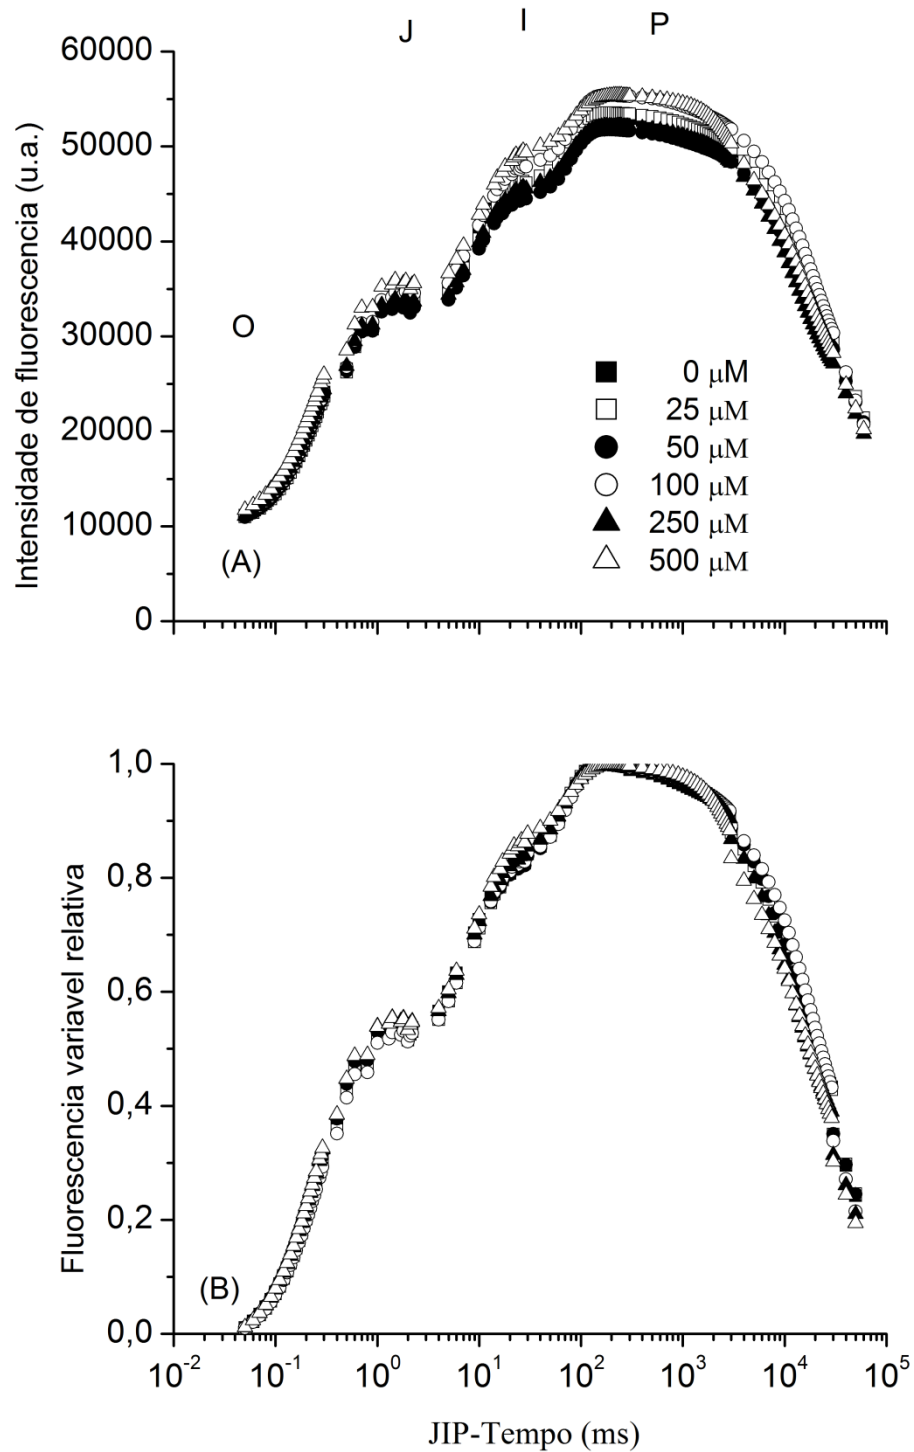 J I P
60000
50000
40000
30000
20000
10000
0
Intensidade de fluorescencia (u.a.)
O
(A)
0 μM
25 μM
50 μM
100 μM
250 μM
500 μM
1,0
0,8
0,6
0,4
0,2
0,0
Fluorescencia variavel relativa
(B)
10⁻² 10⁻¹ 10⁰ 10¹ 10² 10³ 10⁴ 10⁵
JIP-Tempo (ms)